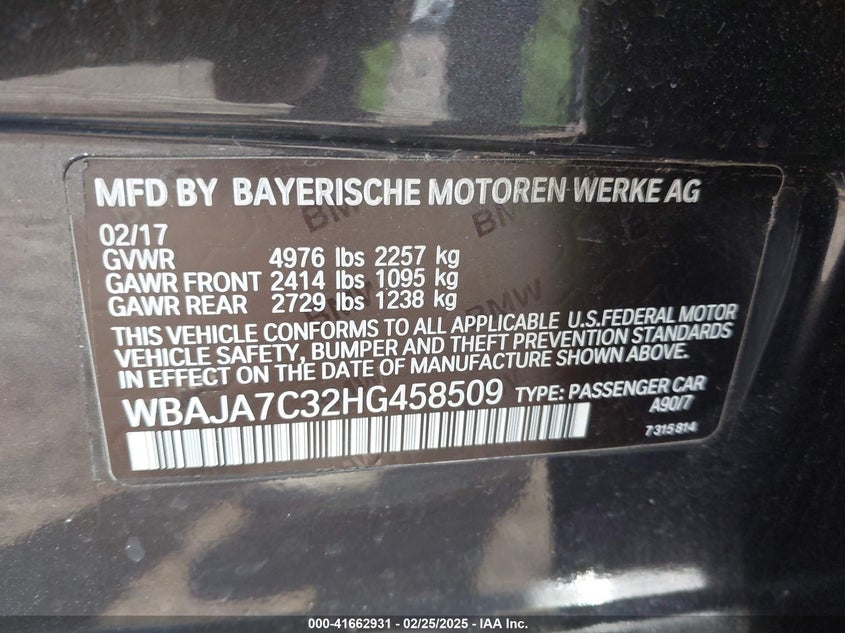 MFD BY BAYERISCHE MOTOREN WERKE AG
02/17
GVWR 4976 lbs 2257 kg
GAWR FRONT 2414 lbs 1095 kg
GAWR REAR 2729 lbs 1238 kg
THIS VEHICLE CONFORMS TO ALL APPLICABLE U.S.FEDERAL MOTOR
VEHICLE SAFETY, BUMPER AND THEFT PREVENTION STANDARDS
IN EFFECT ON THE DATE OF MANUFACTURE SHOWN ABOVE.
WBAJA7C32HG458509 TYPE: PASSENGER CAR
A90/7
7 315 814
000-41662931 - 02/25/2025 - © IAA, Inc.